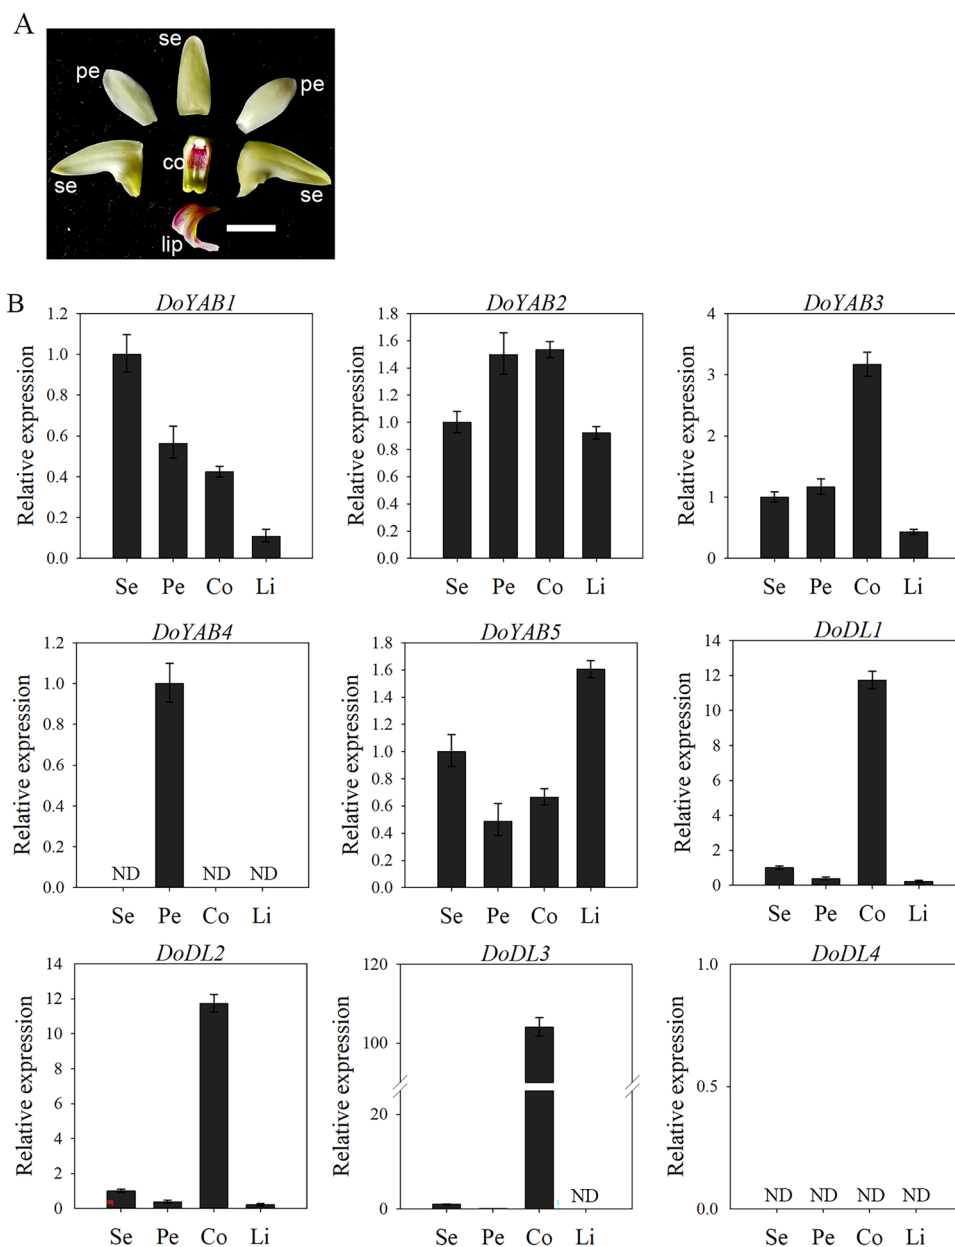 A
se
pe
pe
co
se
se
lip
B
DoYAB1
Relative expression
1.2
1.0
0.8
0.6
0.4
0.2
0.0
Se Pe Co Li
DoYAB2
Relative expression
1.8
1.6
1.4
1.2
1.0
0.8
0.6
0.4
0.2
0.0
Se Pe Co Li
DoYAB3
Relative expression
4
3
2
1
0
Se Pe Co Li
DoYAB4
Relative expression
1.2
1.0
0.8
0.6
0.4
0.2
0.0
ND ND ND
Se Pe Co Li
DoYAB5
Relative expression
1.8
1.6
1.4
1.2
1.0
0.8
0.6
0.4
0.2
0.0
Se Pe Co Li
DoDL1
Relative expression
14
12
10
8
6
4
2
0
Se Pe Co Li
DoDL2
Relative expression
14
12
10
8
6
4
2
0
Se Pe Co Li
DoDL3
Relative expression
120
100
20
0
ND
Se Pe Co Li
DoDL4
Relative expression
1.0
0.5
0.0
ND ND ND ND
Se Pe Co Li